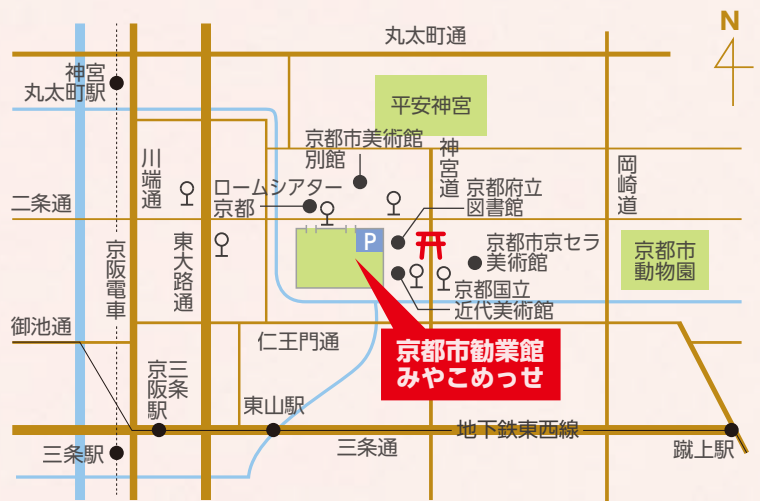 丸太町通
N
神宮
丸太町駅
平安神宮
京都市美術館
別館
川端通
神宮道
岡崎道
ロームシアター
京都
京都府立
図書館
二条通
P
京阪電車
東大路通
京都市京セラ
美術館
京都市
動物園
京都国立
近代美術館
御池通
仁王門通
京都市勧業館
みやこめっせ
京阪
三条
駅
東山駅
地下鉄東西線
三条駅
三条通
蹴上駅